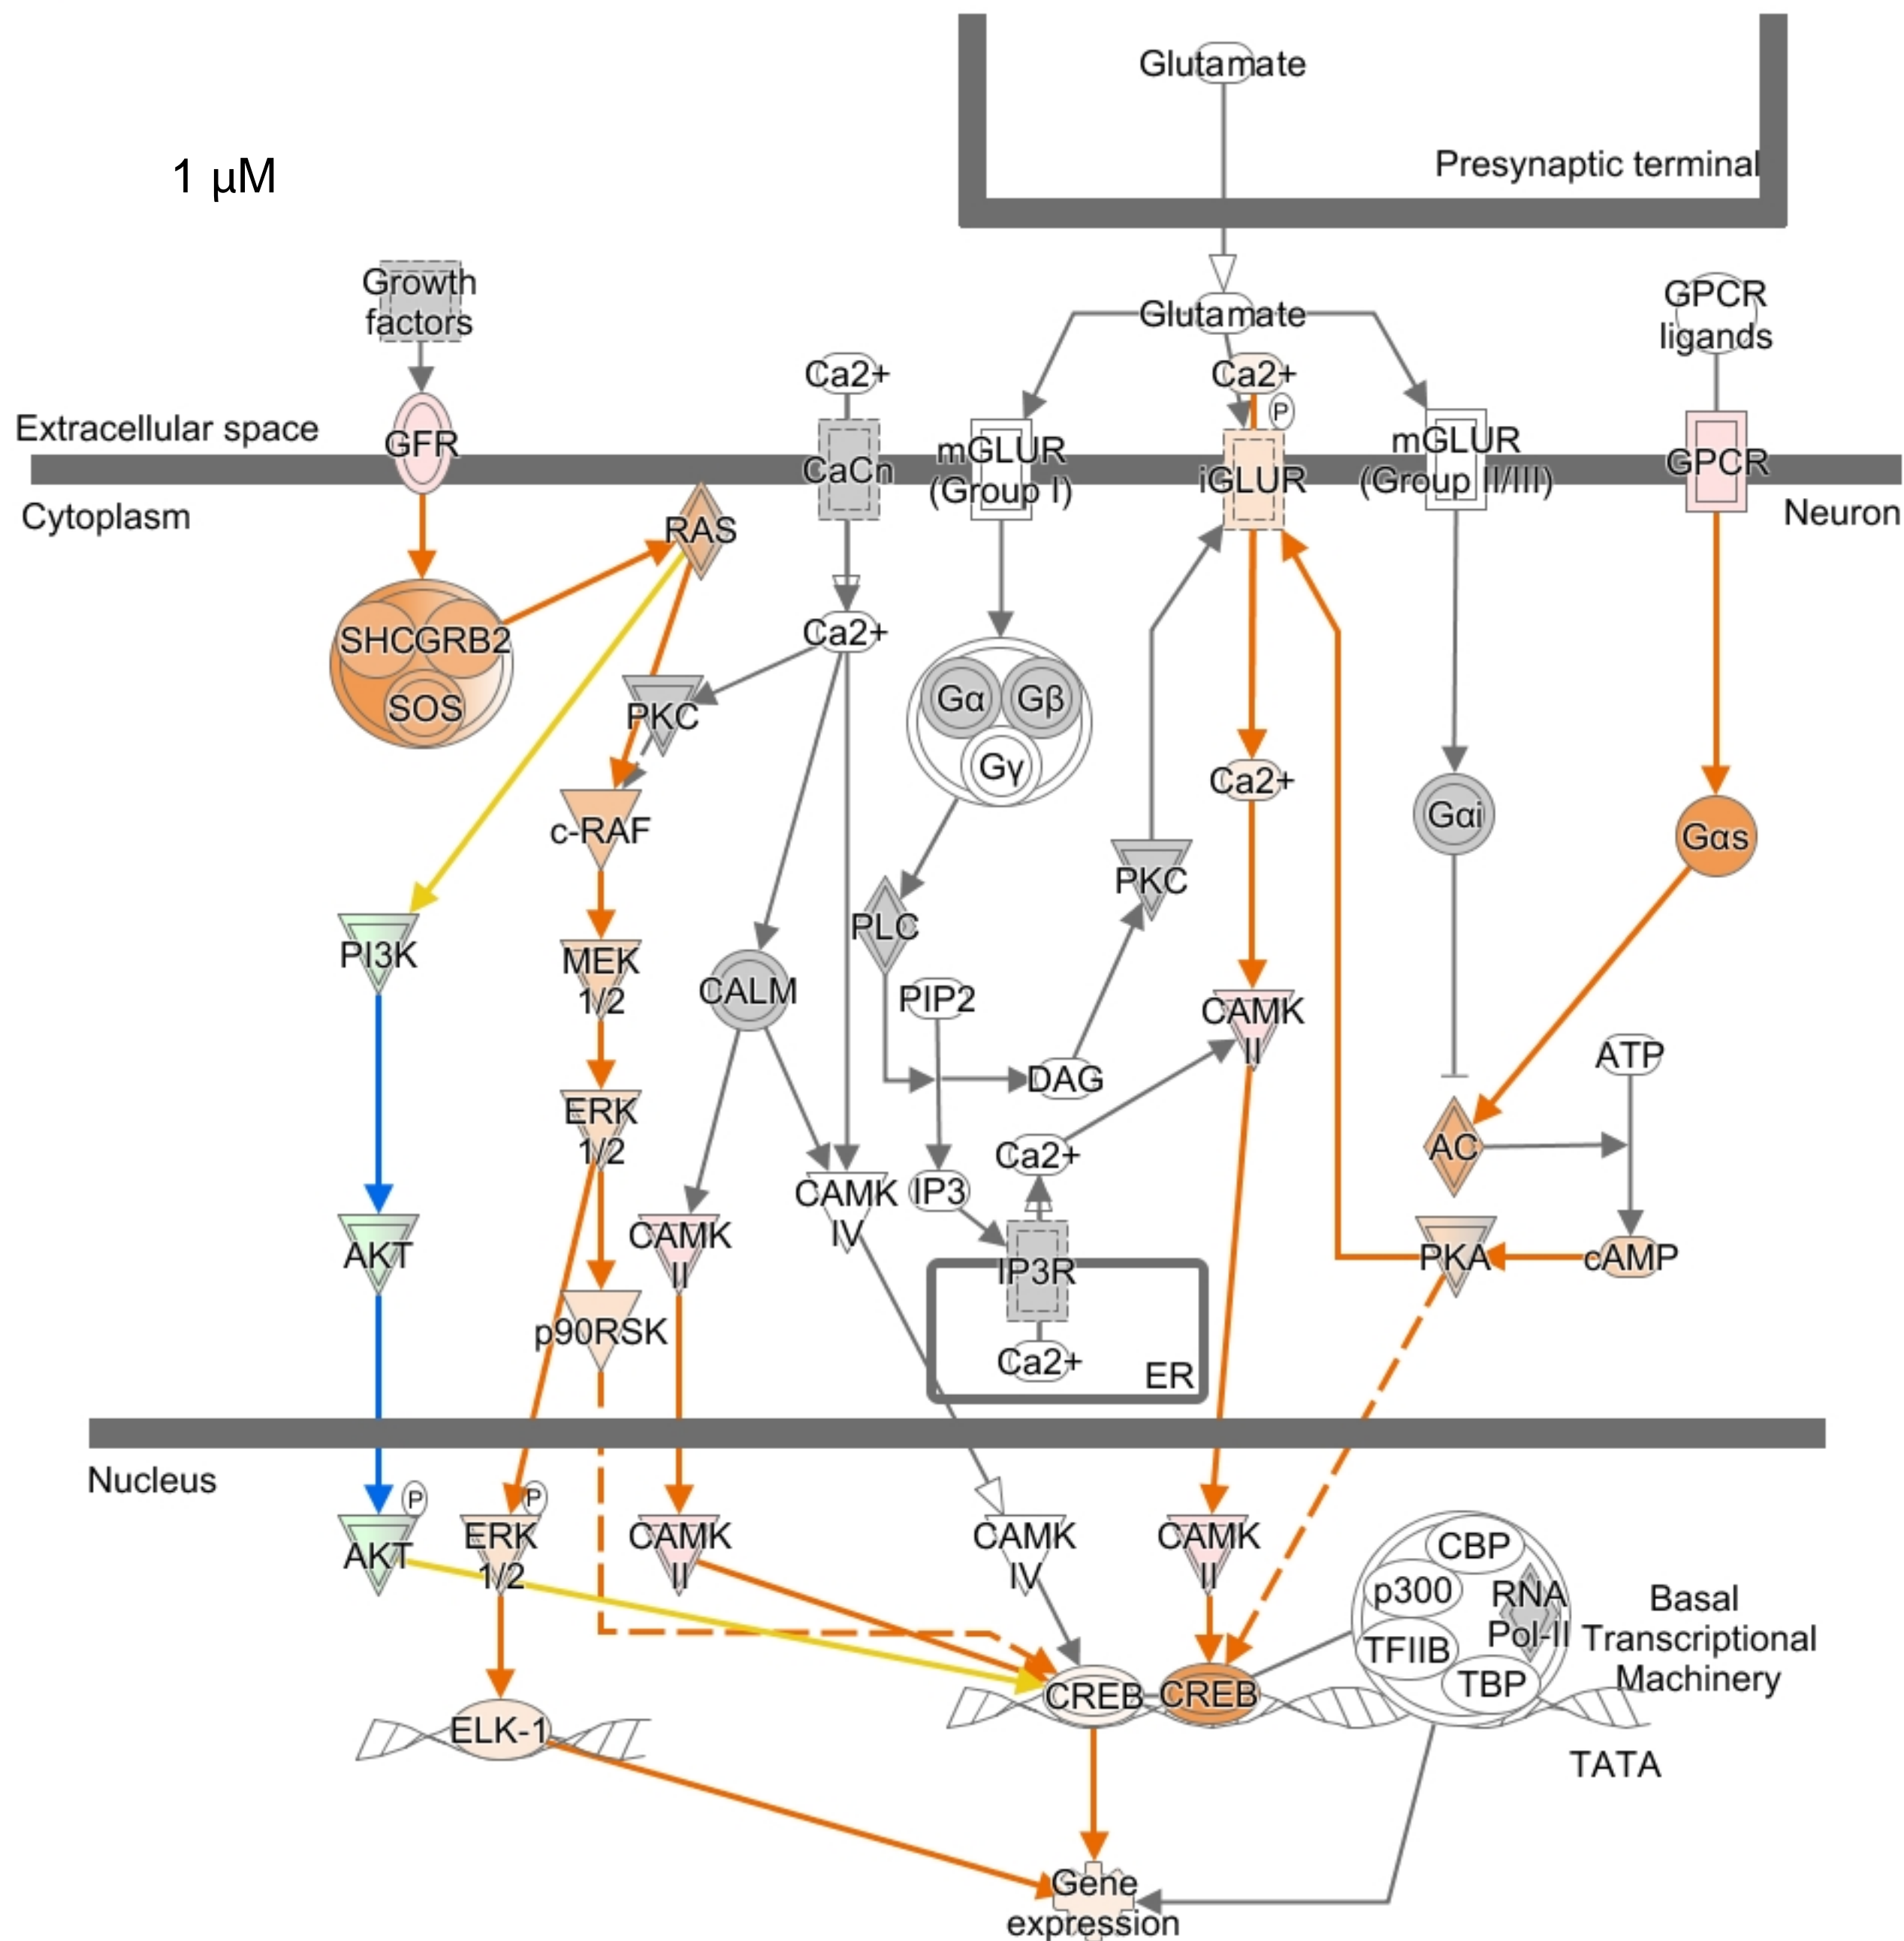 Glutamate
Presynaptic terminal
1 µM
Growth
factors
Glutamate
GPCR
ligands
Ca2+
Ca2+
P
Extracellular space
GFR
CaCn
mGLUR
(Group I)
iGLUR
mGLUR
(Group II/III)
GPCR
Cytoplasm
Neuron
RAS
SHC
GRB2
SOS
Ca2+
PKC
Gα
Gβ
Gγ
Ca2+
Gαi
Gαs
c-RAF
PKC
PLC
PI3K
MEK
1/2
CALM
PIP2
CAMK
II
ATP
DAG
ERK
1/2
Ca2+
AC
CAMK
IV
IP3
AKT
CAMK
II
IP3R
PKA
cAMP
p90RSK
Ca2+
ER
Nucleus
P
P
AKT
ERK
1/2
CAMK
II
CAMK
IV
CAMK
II
CBP
p300
RNA
Pol-II
TFIIB
TBP
Basal
Transcriptional
Machinery
CREB
CREB
ELK-1
TATA
Gene
expression